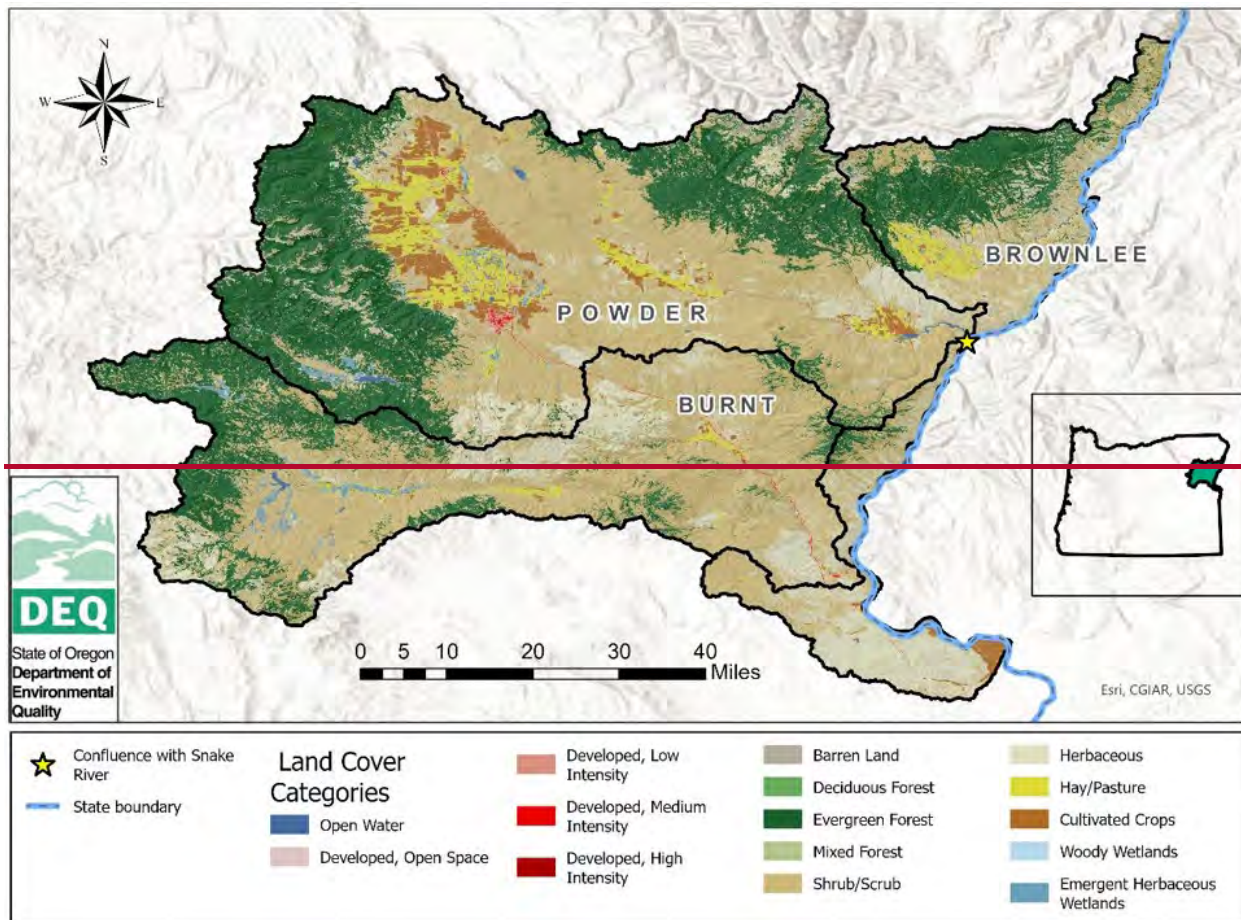 N
W E
S
BROWNLEE
POWDER
BURNT
DEQ
State of Oregon
Department of
Environmental
Quality
0 5 10 20 30 40
Miles
Esri, CGIAR, USGS
Confluence with Snake
River
State boundary
Land Cover
Categories
Open Water
Developed, Open Space
Developed, Low
Intensity
Developed, Medium
Intensity
Developed, High
Intensity
Barren Land
Deciduous Forest
Evergreen Forest
Mixed Forest
Shrub/Scrub
Herbaceous
Hay/Pasture
Cultivated Crops
Woody Wetlands
Emergent Herbaceous
Wetlands